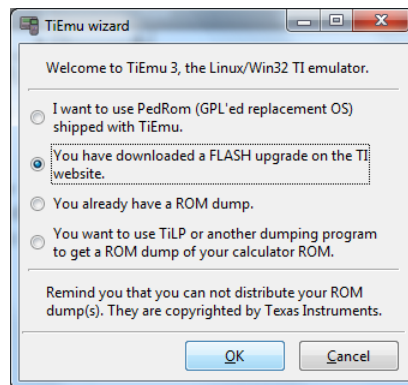 TiEmu wizard
Welcome to TiEmu 3, the Linux/Win32 TI emulator.
I want to use PedRom (GPL'ed replacement OS)
shipped with TiEmu.
You have downloaded a FLASH upgrade on the TI
website.
You already have a ROM dump.
You want to use TiLP or another dumping program
to get a ROM dump of your calculator ROM.
Remind you that you can not distribute your ROM
dump(s). They are copyrighted by Texas Instruments.
OK
Cancel